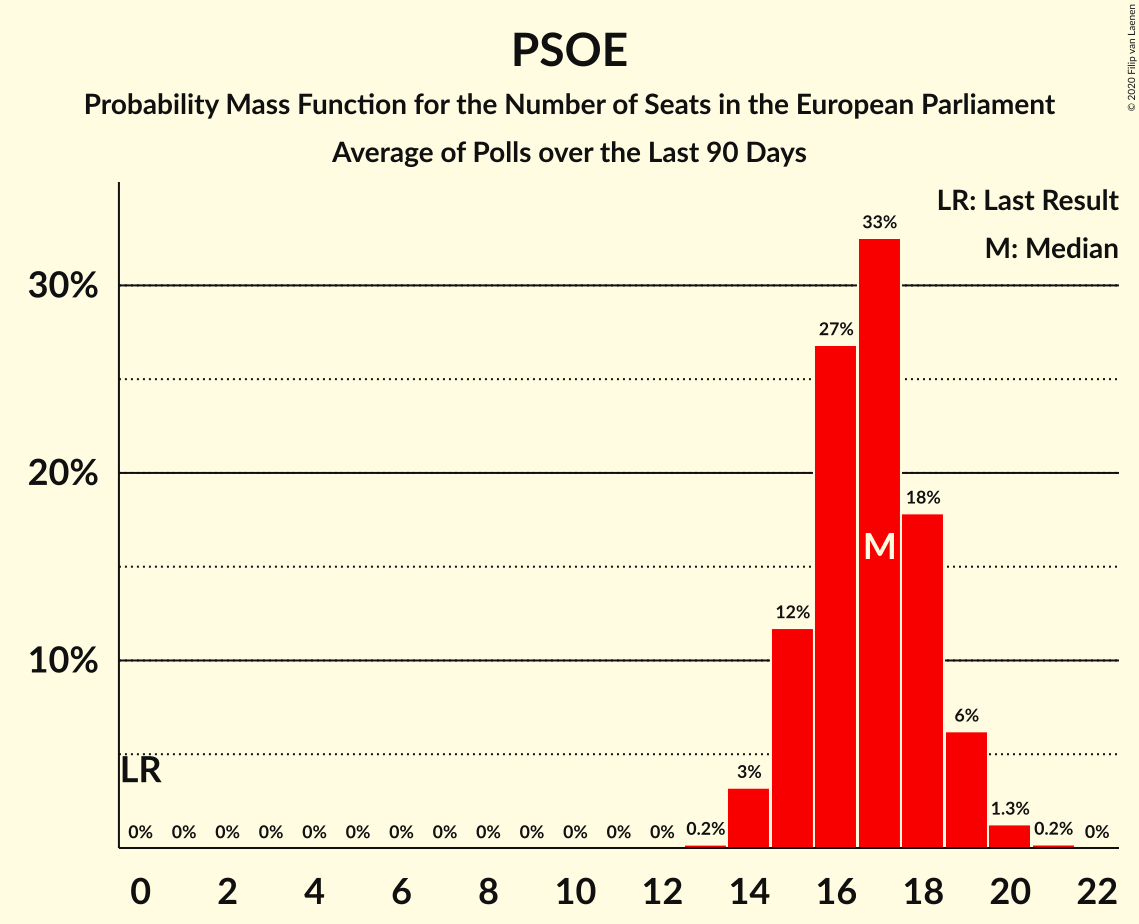 PSOE
Probability Mass Function for the Number of Seats in the European Parliament
Average of Polls over the Last 90 Days
© 2020 Filip van Laenen
LR: Last Result
M: Median
30%
20%
10%
LR
M
0% 0% 0% 0% 0% 0% 0% 0% 0% 0% 0% 0% 0% 0.2% 3% 12% 27% 33% 18% 6% 1.3% 0.2% 0%
0 2 4 6 8 10 12 14 16 18 20 22